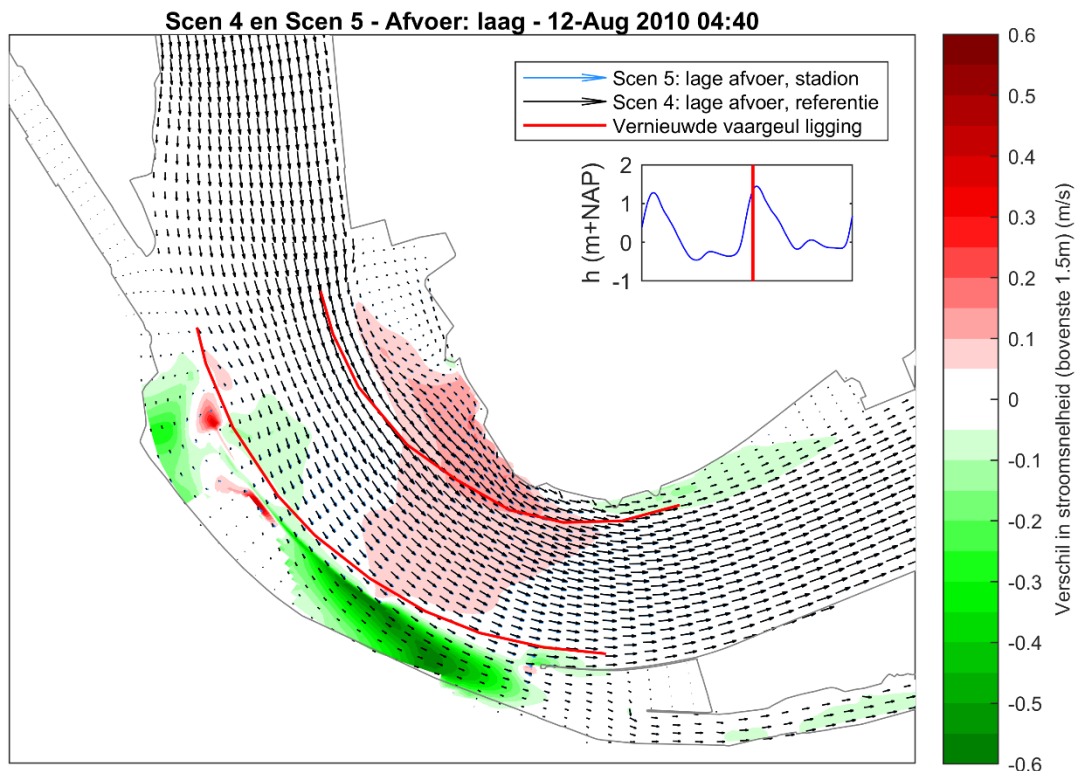 Scen 4 en Scen 5 - Afvoer: laag - 12-Aug 2010 04:40
Scen 5: lage afvoer, stadion
Scen 4: lage afvoer, referentie
Vernieuwde vaargeul ligging
h (m+NAP)
2
1
0
-1
0.6
0.5
0.4
0.3
0.2
0.1
0
-0.1
-0.2
-0.3
-0.4
-0.5
-0.6
Verschil in stroomsnelheid (bovenste 1.5m) (m/s)